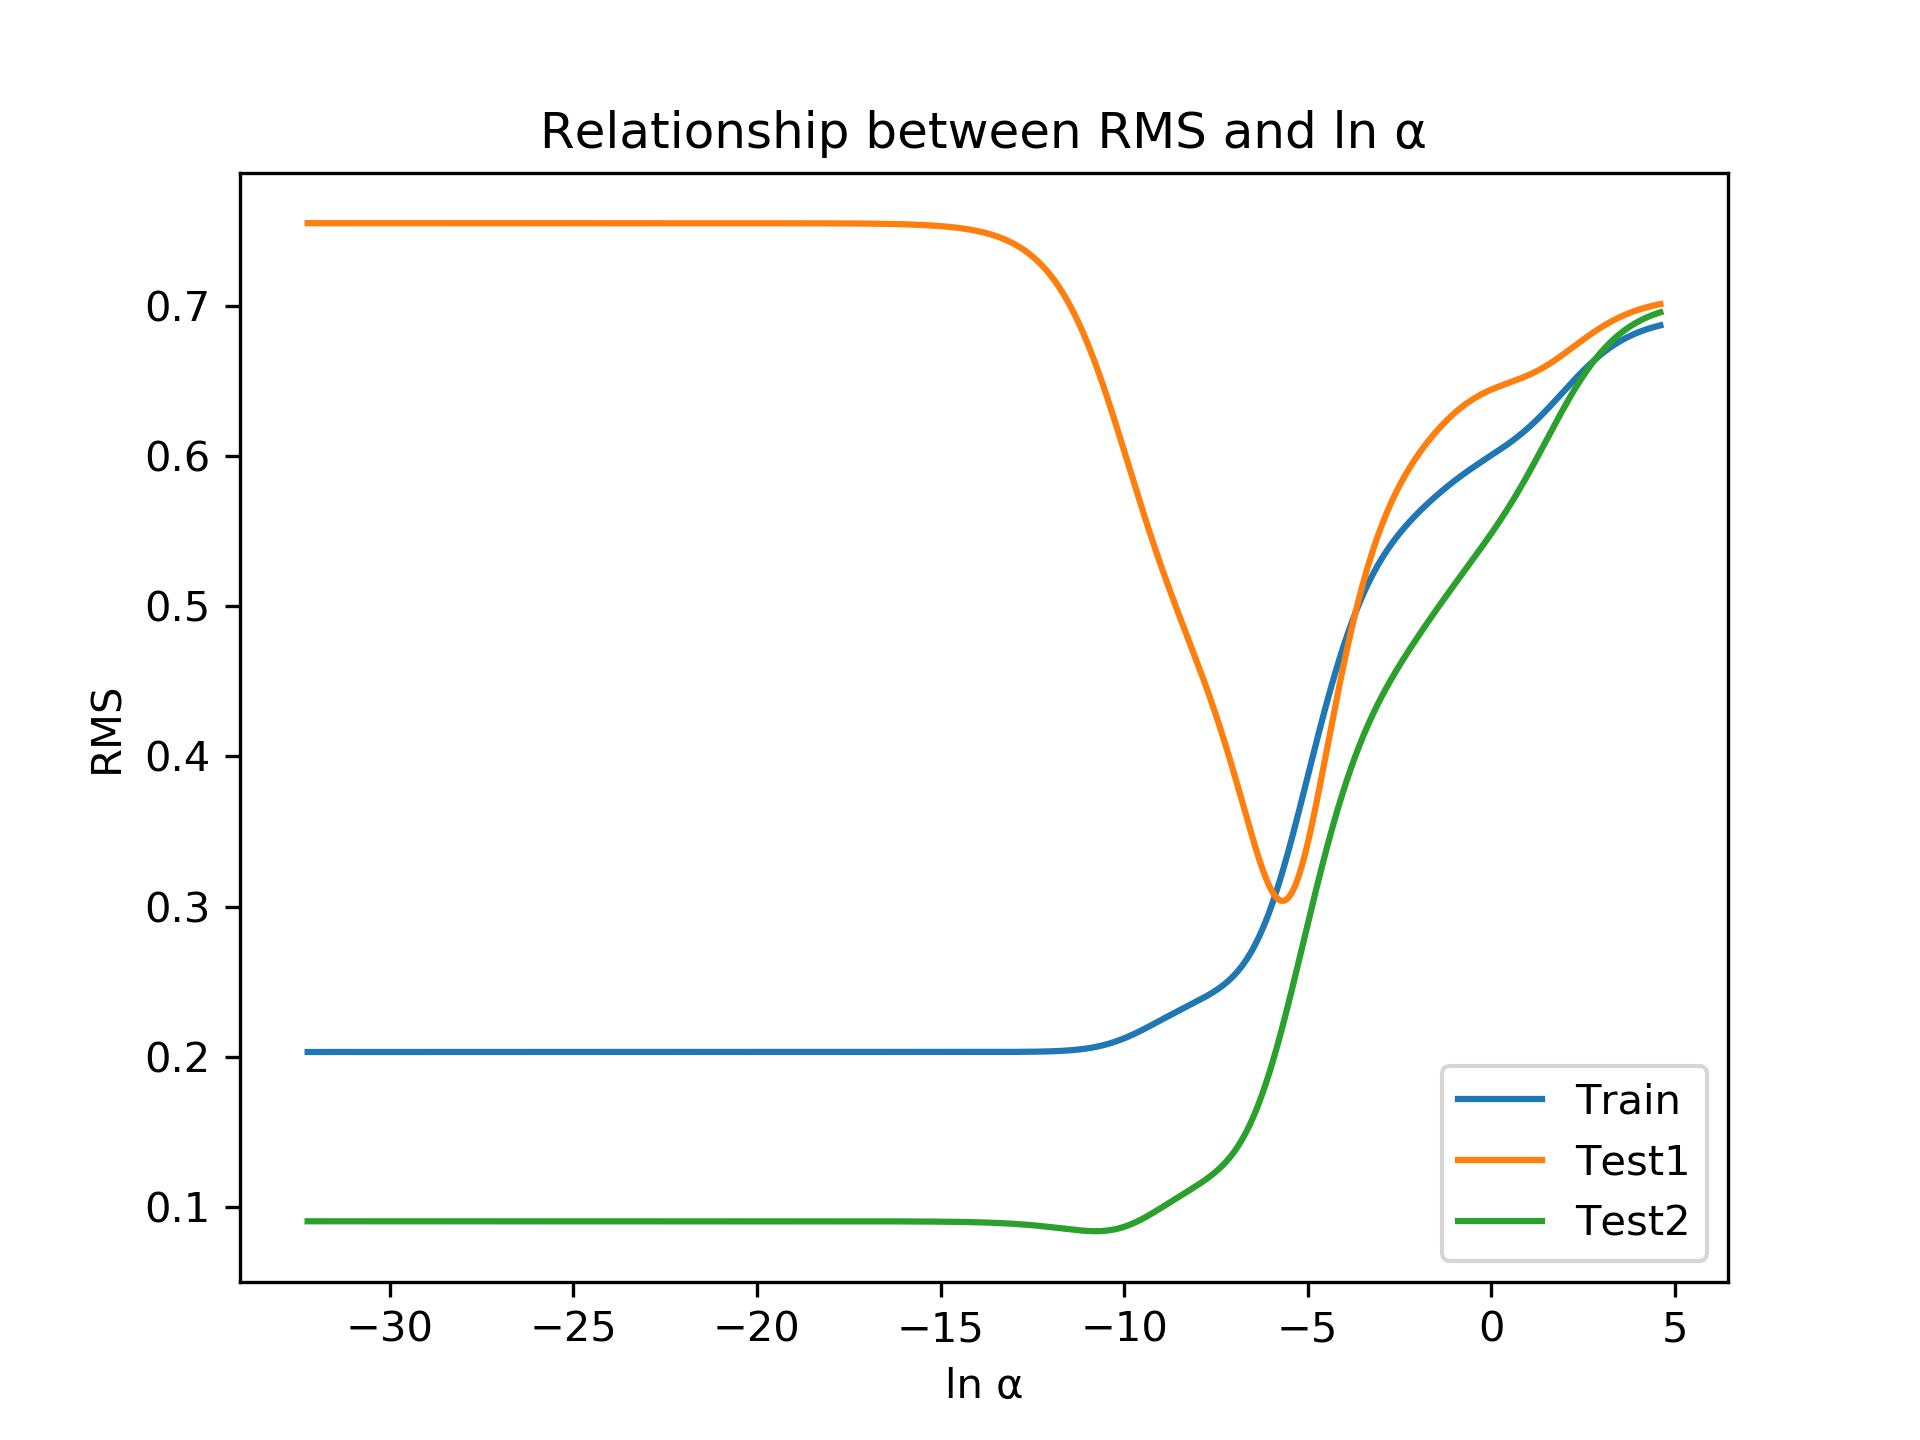 Relationship between RMS and ln α
RMS
0.7
0.6
0.5
0.4
0.3
0.2
0.1
−30 −25 −20 −15 −10 −5 0 5
ln α
Train
Test1
Test2